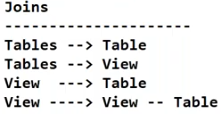 Joins
----------------------
Tables --> Table
Tables --> View
View  ---> Table
View ----> View -- Table